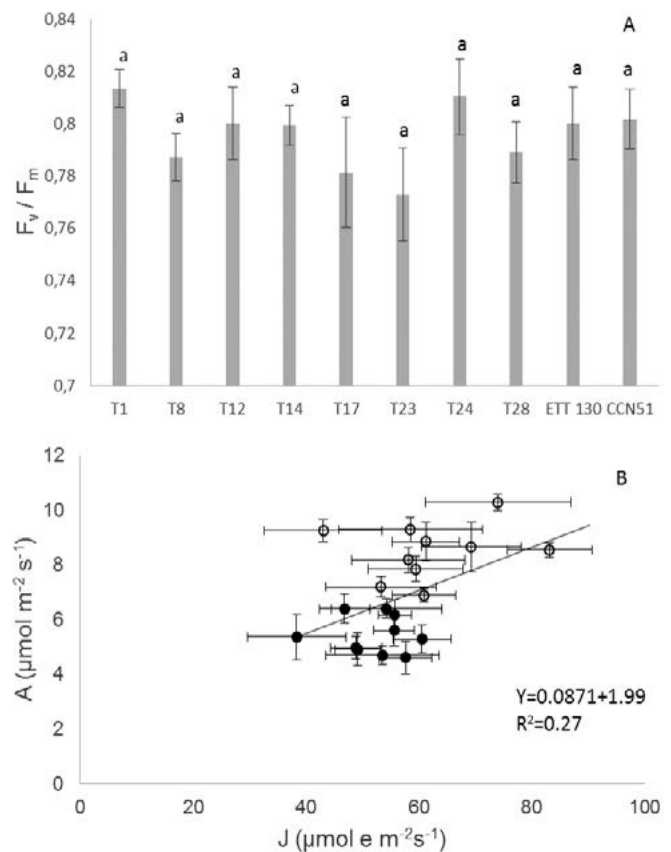 0,84
A
0,82
0,8
0,78
0,76
0,74
0,72
0,7
Fv / Fm
a a a a a a a a a a
T1 T8 T12 T14 T17 T23 T24 T28 ETT 130 CCN51
B
12
10
8
6
4
2
0
A (µmol m⁻² s⁻¹)
Y=0.0871+1.99
R²=0.27
0 20 40 60 80 100
J (µmol e m⁻²s⁻¹)